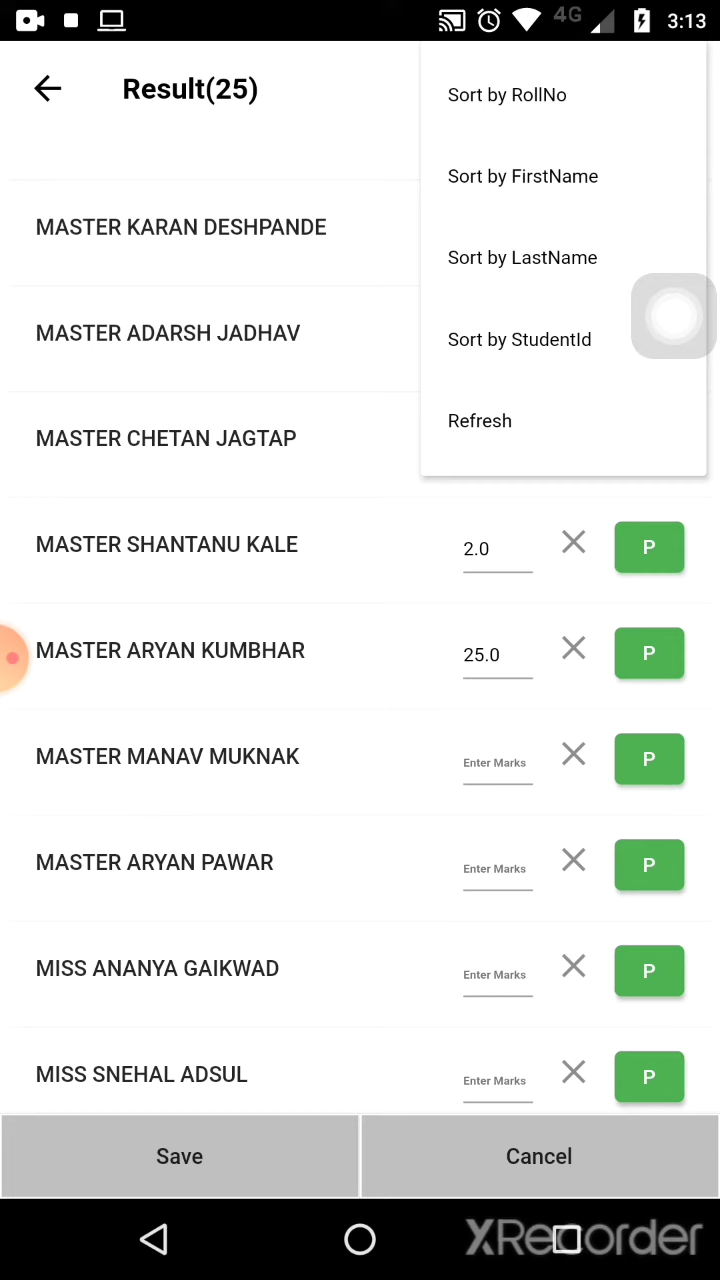 4G 3:13
Result(25)
Sort by RollNo
Sort by FirstName
Sort by LastName
Sort by StudentId
Refresh
MASTER KARAN DESHPANDE
MASTER ADARSH JADHAV
MASTER CHETAN JAGTAP
MASTER SHANTANU KALE 2.0 P
MASTER ARYAN KUMBHAR 25.0 P
MASTER MANAV MUKNAK Enter Marks P
MASTER ARYAN PAWAR Enter Marks P
MISS ANANYA GAIKWAD Enter Marks P
MISS SNEHAL ADSUL Enter Marks P
Save Cancel
XRecorder